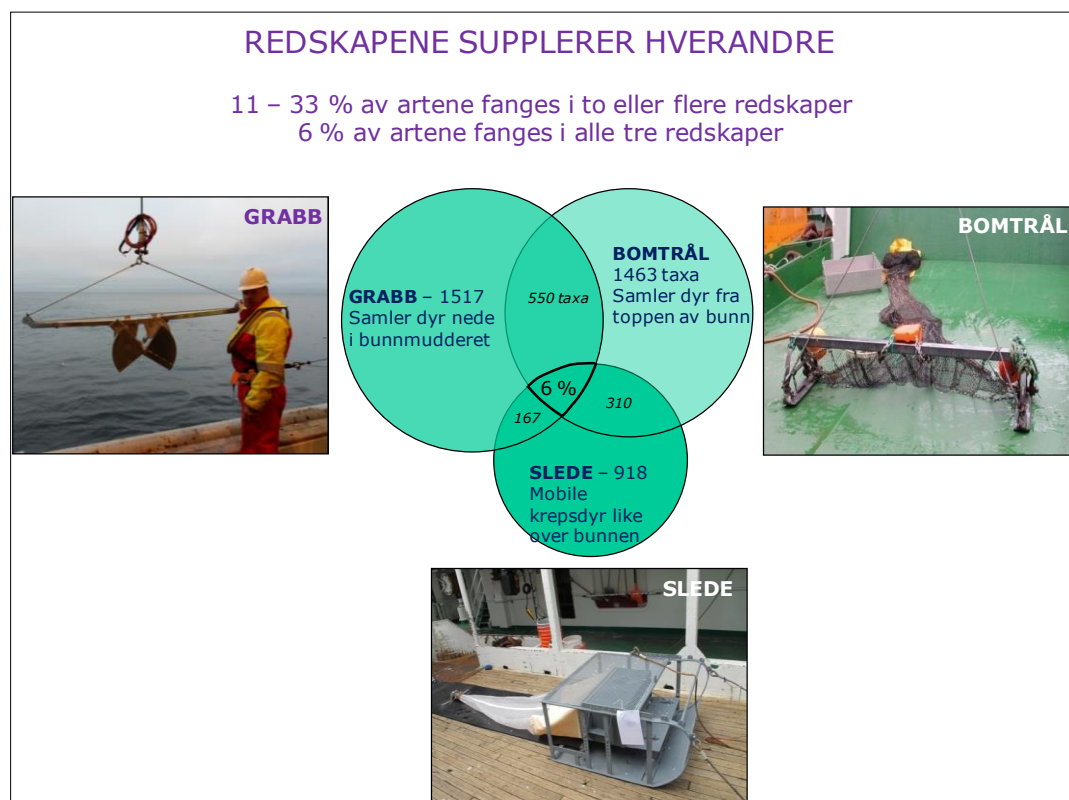 REDSKAPENE SUPPLERER HVERANDRE
11 – 33 % av artene fanges i to eller flere redskaper
6 % av artene fanges i alle tre redskaper
GRABB
BOMTRÅL
GRABB – 1517
Samler dyr nede
i bunnmudderet
550 taxa
BOMTRÅL
1463 taxa
Samler dyr fra
toppen av bunn
6 %
167
310
SLEDE – 918
Mobile
krepsdyr like
over bunnen
SLEDE